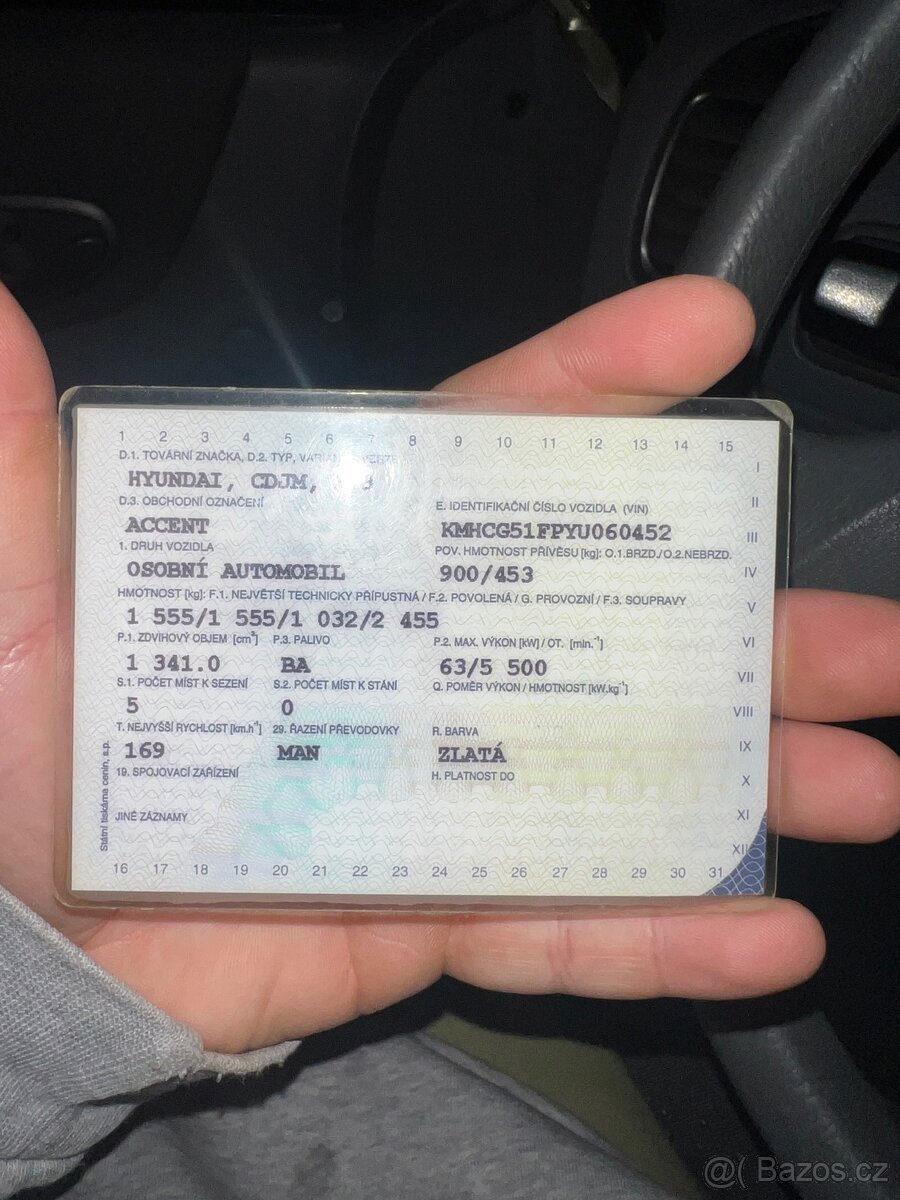 1 2 3 4 5 6 7 8 9 10 11 12 13 14 15
D.1. TOVÁRNÍ ZNAČKA, D.2. TYP,
I
HYUNDAI, CDJM,
D.3. OBCHODNÍ OZNAČENÍ
E. IDENTIFIKAČNÍ ČÍSLO VOZIDLA (VIN)
II
ACCENT
KMHCG51FPYU060452
III
1. DRUH VOZIDLA
POV. HMOTNOST PŘÍVĚSU [kg]: O.1.BRZD./O.2.NEBRZD.
OSOBNÍ AUTOMOBIL
900/453
IV
HMOTNOST [kg]: F.1. NEJVĚTŠÍ TECHNICKY PŘÍPUSTNÁ / F.2. POVOLENÁ / G. PROVOZNÍ / F.3. SOUPRAVY
V
1 555/1 555/1 032/2 455
P.1. ZDVIHOVÝ OBJEM [cm³]
P.3. PALIVO
P.2. MAX. VÝKON [kW] / OT. [min.⁻¹]
VI
1 341.0
BA
63/5 500
VII
S.1. POČET MÍST K SEZENÍ
S.2. POČET MÍST K STÁNÍ
Q. POMĚR VÝKON / HMOTNOST [kW.kg⁻¹]
5
0
VIII
T. NEJVYŠŠÍ RYCHLOST [km.h⁻¹]
29. ŘAZENÍ PŘEVODOVKY
R. BARVA
169
MAN
ZLATÁ
IX
19. SPOJOVACÍ ZAŘÍZENÍ
H. PLATNOST DO
X
JINÉ ZÁZNAMY
XI
XII
Státní tiskárna cenin, s.p.
16 17 18 19 20 21 22 23 24 25 26 27 28 29 30 31
@( Bazos.cz